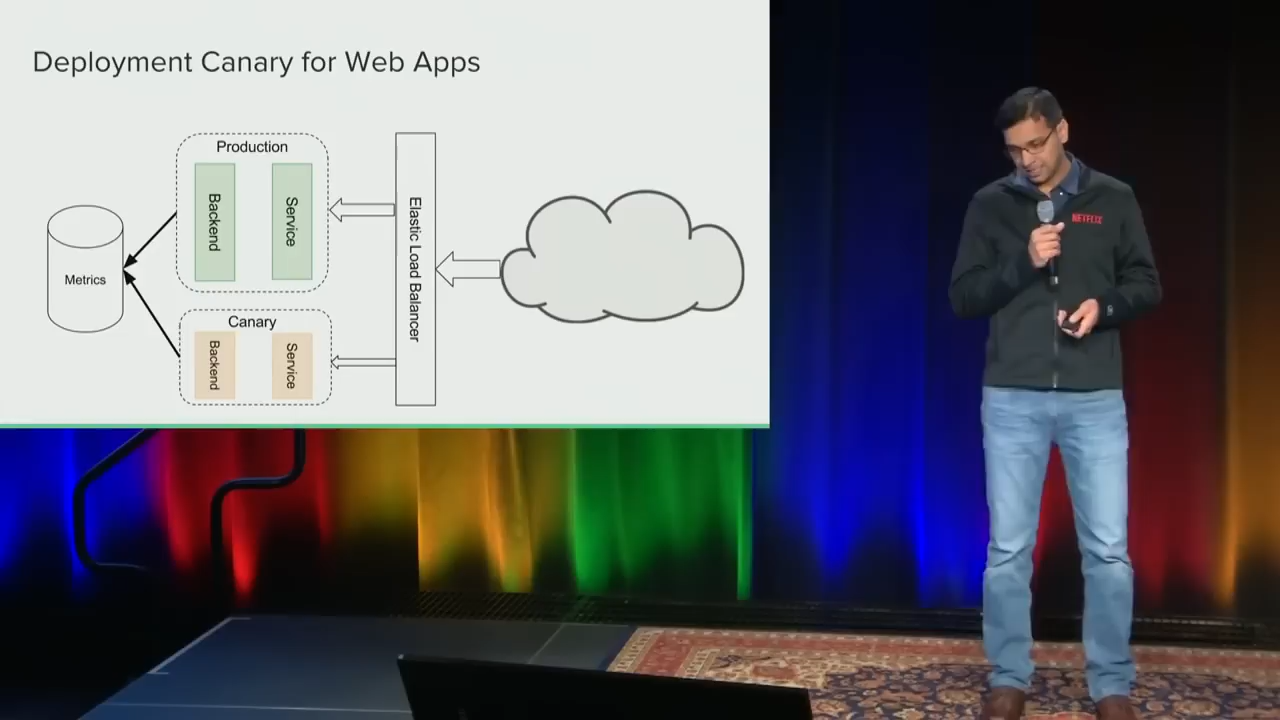 Deployment Canary for Web Apps
Production
Backend
Service
Elastic Load Balancer
Metrics
Canary
Backend
Service
NETFLIX